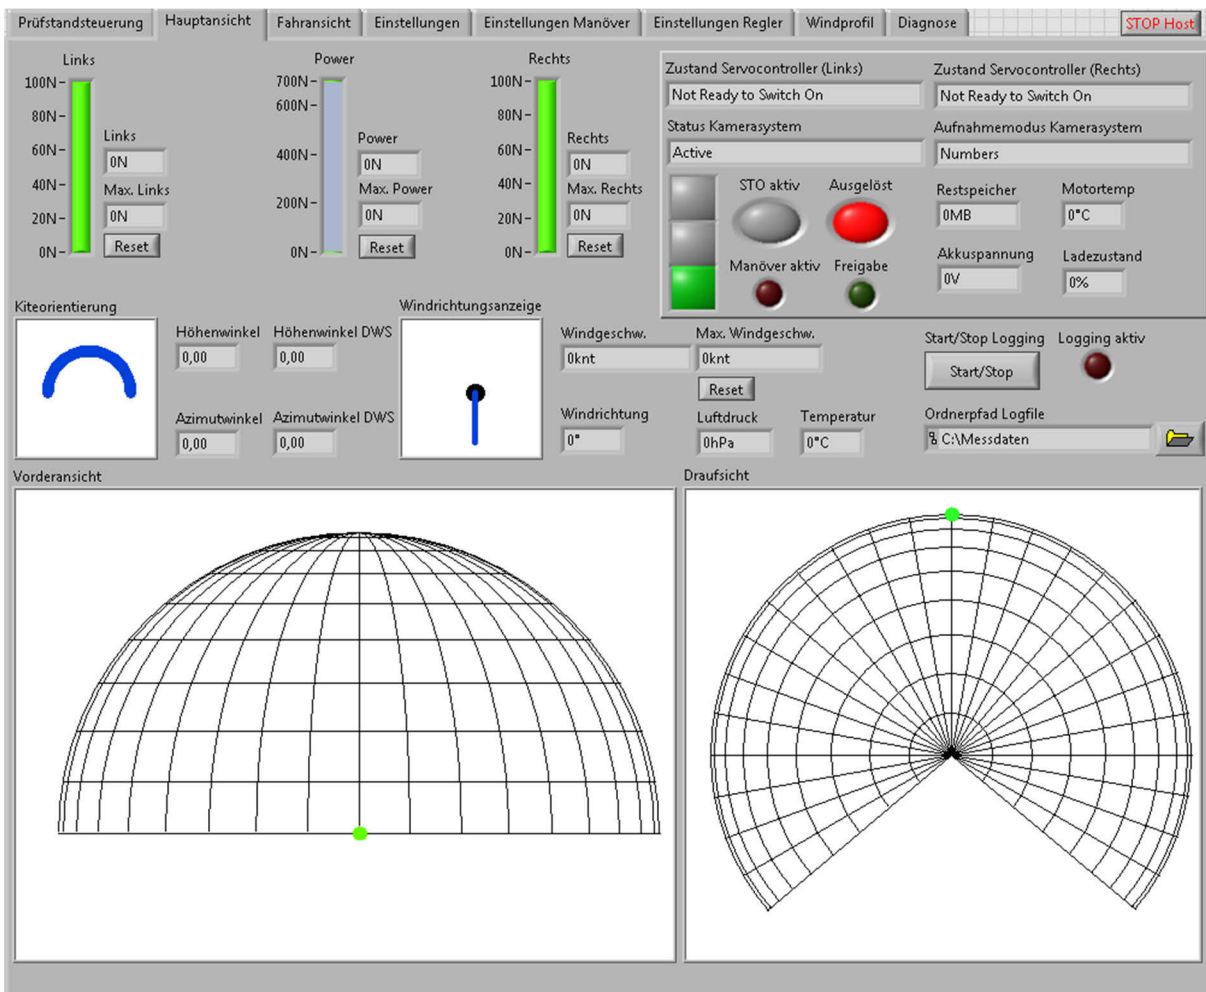 Prüfstandsteuerung Hauptansicht Fahransicht Einstellungen Einstellungen Manöver Einstellungen Regler Windprofil Diagnose STOP Host
Links
100N
80N
60N
40N
20N
0N
Links
0N
Max. Links
0N
Reset
Power
700N
600N
400N
200N
0N
Power
0N
Max. Power
0N
Reset
Rechts
100N
80N
60N
40N
20N
0N
Rechts
0N
Max. Rechts
0N
Reset
Zustand Servocontroller (Links)
Not Ready to Switch On
Zustand Servocontroller (Rechts)
Not Ready to Switch On
Status Kamerasystem
Active
Aufnahmemodus Kamerasystem
Numbers
STO aktiv
Ausgelöst
Manöver aktiv
Freigabe
Restspeicher
0MB
Motortemp
0°C
Akkuspannung
0V
Ladezustand
0%
Kiteorientierung
Höhenwinkel
0,00
Höhenwinkel DWS
0,00
Azimutwinkel
0,00
Azimutwinkel DWS
0,00
Windrichtungsanzeige
Windgeschw.
0knt
Max. Windgeschw.
0knt
Reset
Windrichtung
0°
Luftdruck
0hPa
Temperatur
0°C
Start/Stop Logging
Start/Stop
Logging aktiv
Ordnerpfad Logfile
C:\Messdaten
Vorderansicht
Draufsicht